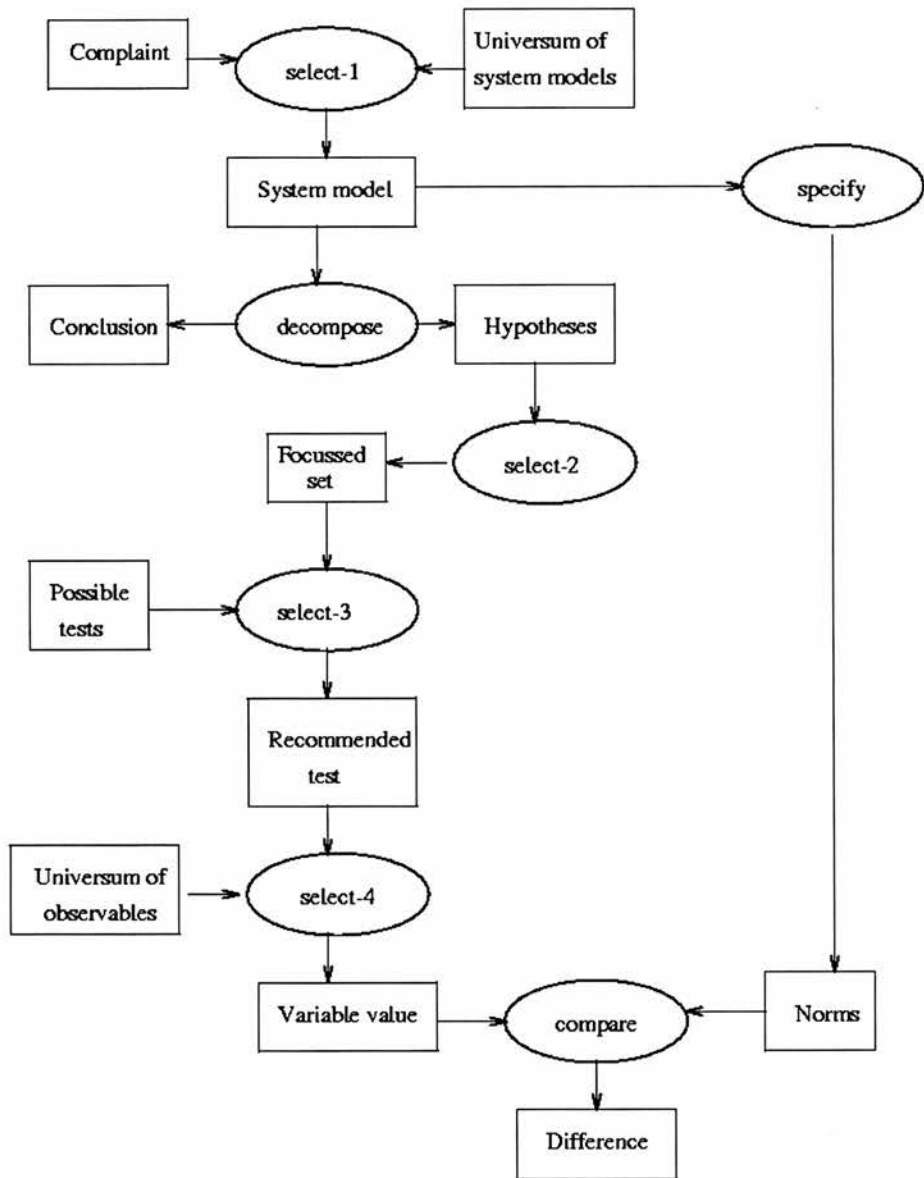 Complaint
select-1
Universum of
system models
System model
specify
Conclusion
decompose
Hypotheses
Focussed
set
select-2
Possible
tests
select-3
Recommended
test
Universum of
observables
select-4
Variable value
compare
Norms
Difference